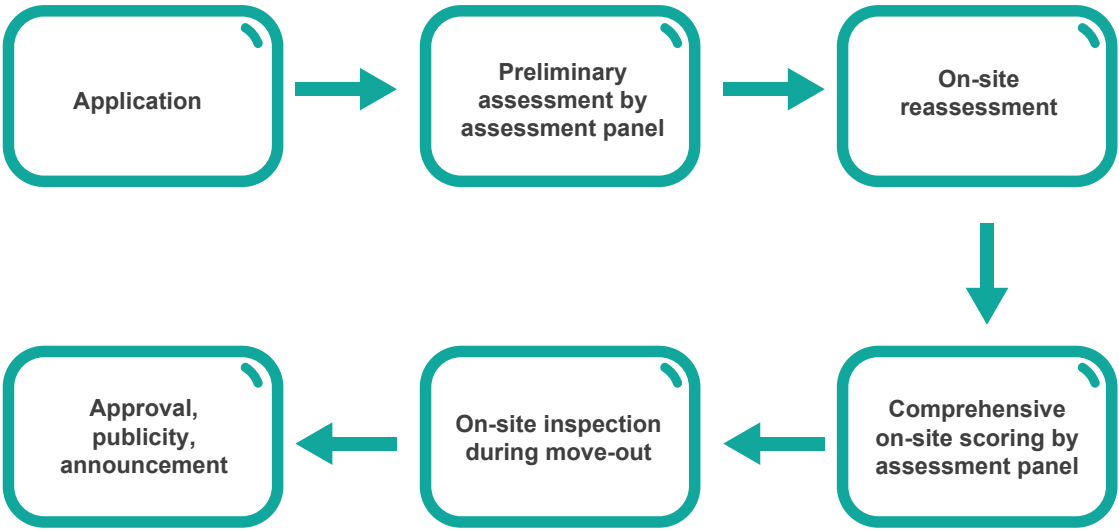 Application
Preliminary
assessment by
assessment panel
On-site
reassessment
Comprehensive
on-site scoring by
assessment panel
On-site inspection
during move-out
Approval,
publicity,
announcement